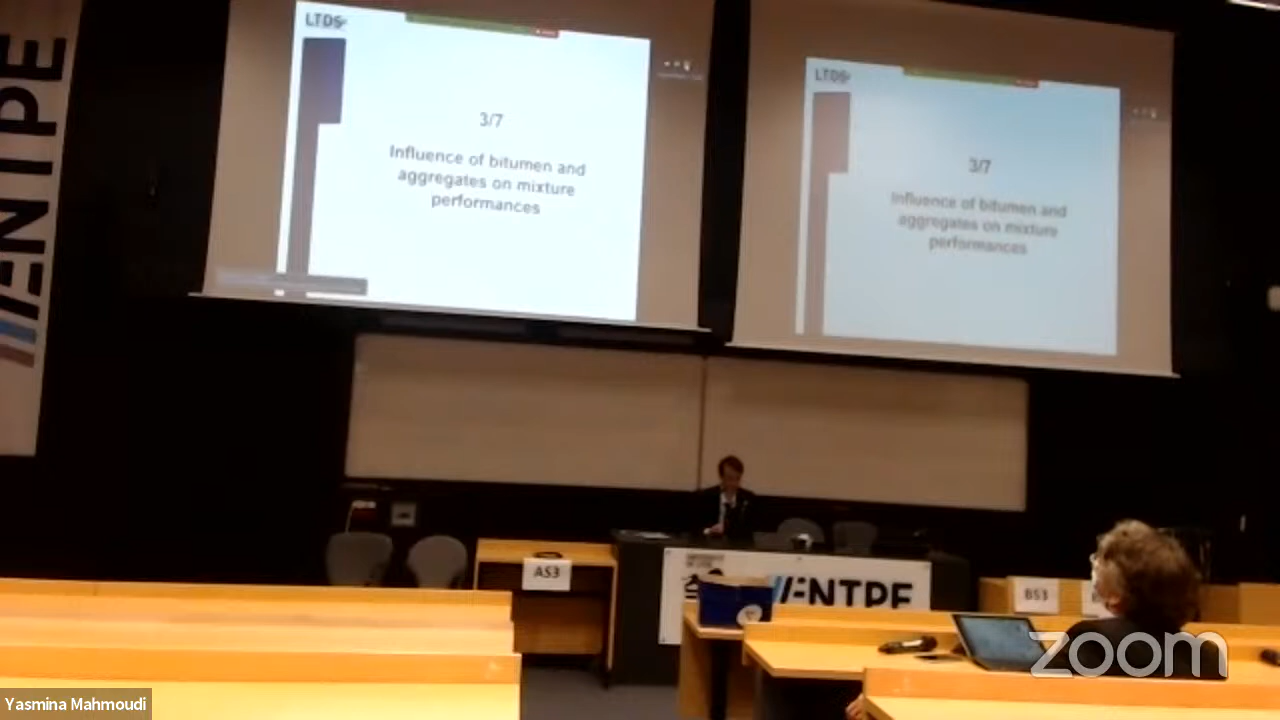 ENTPE
LTDS
3/7
Influence of bitumen and
aggregates on mixture
performances
LTDS
3/7
Influence of bitumen and
aggregates on mixture
performances
AS3
ENTPE
BS3
zoom
Yasmina Mahmoudi